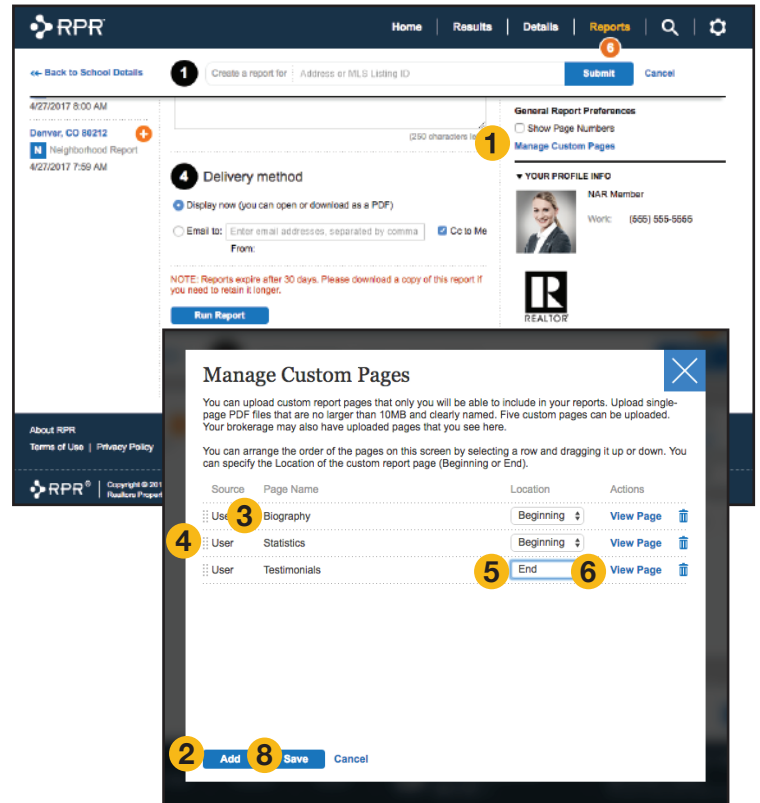 RPR
Home | Results | Details | Reports
6
<- Back to School Details
1
Create a report for
Address or MLS Listing ID
Submit
Cancel
4/27/2017 8:00 AM
Denver, CO 80212
N Neighborhood Report
4/27/2017 7:59 AM
(250 characters
4 Delivery method
Display now (you can open or download as a PDF)
Email to: Enter email addresses, separated by comma
Cc to Me
From:
NOTE: Reports expire after 30 days. Please download a copy of this report if
you need to retain it longer.
Run Report
General Report Preferences
Show Page Numbers
1
Manage Custom Pages
▼ YOUR PROFILE INFO
NAR Member
Work: (555) 555-5555
R
REALTOR®
About RPR
Terms of Use | Privacy Policy
RPR® | Copyright © 201
Realtors Propert
Manage Custom Pages
You can upload custom report pages that only you will be able to include in your reports. Upload single-
page PDF files that are no larger than 10MB and clearly named. Five custom pages can be uploaded.
Your brokerage may also have uploaded pages that you see here.
You can arrange the order of the pages on this screen by selecting a row and dragging it up or down. You
can specify the Location of the custom report page (Beginning or End).
Source Page Name Location Actions
User 3 Biography Beginning View Page
4 User Statistics Beginning View Page
User Testimonials 5 End 6 View Page
2 Add 8 Save Cancel